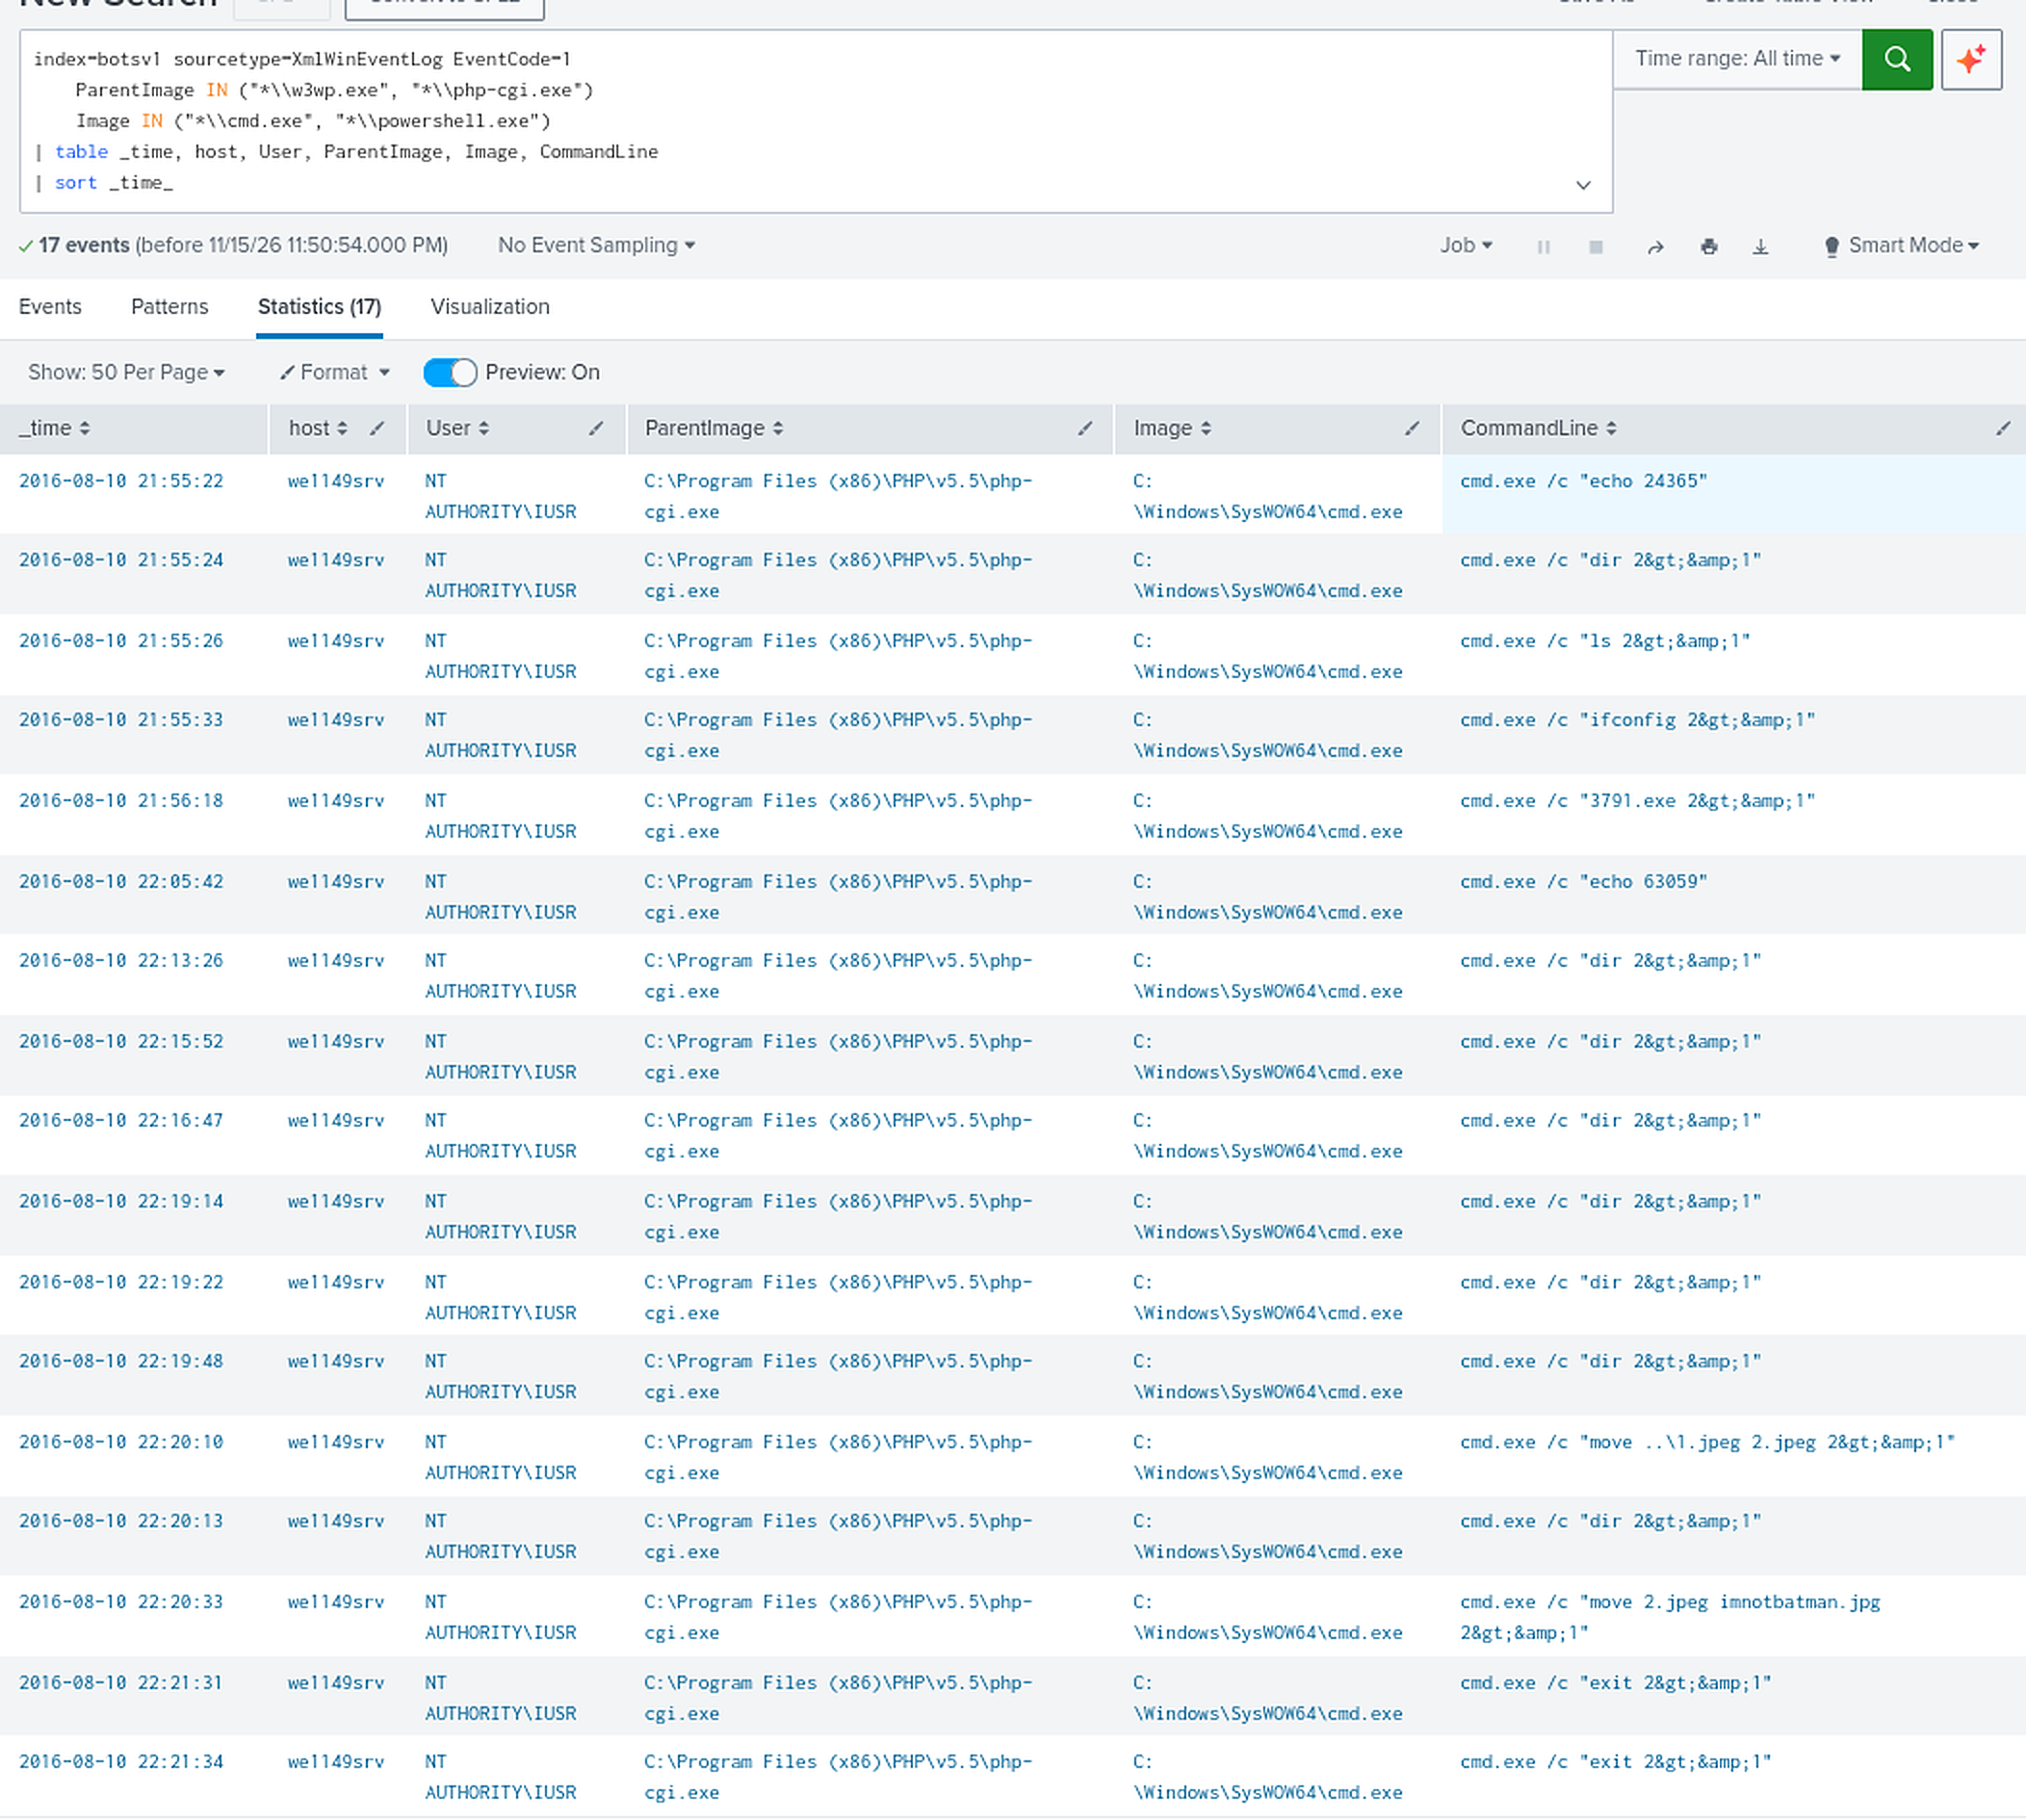 New Search
index=botsv1 sourcetype=XmlWinEventLog EventCode=1
ParentImage IN ("*\\w3wp.exe", "*\\php-cgi.exe")
Image IN ("*\\cmd.exe", "*\\powershell.exe")
| table _time, host, User, ParentImage, Image, CommandLine
| sort _time_
Time range: All time
17 events (before 11/15/26 11:50:54.000 PM) No Event Sampling Job Smart Mode
Events Patterns Statistics (17) Visualization
Show: 50 Per Page Format Preview: On
_time host User ParentImage Image CommandLine
2016-08-10 21:55:22 we1149srv NT C:\Program Files (x86)\PHP\v5.5\php- C: cmd.exe /c "echo 24365"
AUTHORITY\IUSR cgi.exe \Windows\SysWOW64\cmd.exe
2016-08-10 21:55:24 we1149srv NT C:\Program Files (x86)\PHP\v5.5\php- C: cmd.exe /c "dir 2&gt;&amp;1"
AUTHORITY\IUSR cgi.exe \Windows\SysWOW64\cmd.exe
2016-08-10 21:55:26 we1149srv NT C:\Program Files (x86)\PHP\v5.5\php- C: cmd.exe /c "ls 2&gt;&amp;1"
AUTHORITY\IUSR cgi.exe \Windows\SysWOW64\cmd.exe
2016-08-10 21:55:33 we1149srv NT C:\Program Files (x86)\PHP\v5.5\php- C: cmd.exe /c "ifconfig 2&gt;&amp;1"
AUTHORITY\IUSR cgi.exe \Windows\SysWOW64\cmd.exe
2016-08-10 21:56:18 we1149srv NT C:\Program Files (x86)\PHP\v5.5\php- C: cmd.exe /c "3791.exe 2&gt;&amp;1"
AUTHORITY\IUSR cgi.exe \Windows\SysWOW64\cmd.exe
2016-08-10 22:05:42 we1149srv NT C:\Program Files (x86)\PHP\v5.5\php- C: cmd.exe /c "echo 63059"
AUTHORITY\IUSR cgi.exe \Windows\SysWOW64\cmd.exe
2016-08-10 22:13:26 we1149srv NT C:\Program Files (x86)\PHP\v5.5\php- C: cmd.exe /c "dir 2&gt;&amp;1"
AUTHORITY\IUSR cgi.exe \Windows\SysWOW64\cmd.exe
2016-08-10 22:15:52 we1149srv NT C:\Program Files (x86)\PHP\v5.5\php- C: cmd.exe /c "dir 2&gt;&amp;1"
AUTHORITY\IUSR cgi.exe \Windows\SysWOW64\cmd.exe
2016-08-10 22:16:47 we1149srv NT C:\Program Files (x86)\PHP\v5.5\php- C: cmd.exe /c "dir 2&gt;&amp;1"
AUTHORITY\IUSR cgi.exe \Windows\SysWOW64\cmd.exe
2016-08-10 22:19:14 we1149srv NT C:\Program Files (x86)\PHP\v5.5\php- C: cmd.exe /c "dir 2&gt;&amp;1"
AUTHORITY\IUSR cgi.exe \Windows\SysWOW64\cmd.exe
2016-08-10 22:19:22 we1149srv NT C:\Program Files (x86)\PHP\v5.5\php- C: cmd.exe /c "dir 2&gt;&amp;1"
AUTHORITY\IUSR cgi.exe \Windows\SysWOW64\cmd.exe
2016-08-10 22:19:48 we1149srv NT C:\Program Files (x86)\PHP\v5.5\php- C: cmd.exe /c "dir 2&gt;&amp;1"
AUTHORITY\IUSR cgi.exe \Windows\SysWOW64\cmd.exe
2016-08-10 22:20:10 we1149srv NT C:\Program Files (x86)\PHP\v5.5\php- C: cmd.exe /c "move ..\1.jpeg 2.jpeg 2&gt;&amp;1"
AUTHORITY\IUSR cgi.exe \Windows\SysWOW64\cmd.exe
2016-08-10 22:20:13 we1149srv NT C:\Program Files (x86)\PHP\v5.5\php- C: cmd.exe /c "dir 2&gt;&amp;1"
AUTHORITY\IUSR cgi.exe \Windows\SysWOW64\cmd.exe
2016-08-10 22:20:33 we1149srv NT C:\Program Files (x86)\PHP\v5.5\php- C: cmd.exe /c "move 2.jpeg imnotbatman.jpg
AUTHORITY\IUSR cgi.exe \Windows\SysWOW64\cmd.exe 2&gt;&amp;1"
2016-08-10 22:21:31 we1149srv NT C:\Program Files (x86)\PHP\v5.5\php- C: cmd.exe /c "exit 2&gt;&amp;1"
AUTHORITY\IUSR cgi.exe \Windows\SysWOW64\cmd.exe
2016-08-10 22:21:34 we1149srv NT C:\Program Files (x86)\PHP\v5.5\php- C: cmd.exe /c "exit 2&gt;&amp;1"
AUTHORITY\IUSR cgi.exe \Windows\SysWOW64\cmd.exe